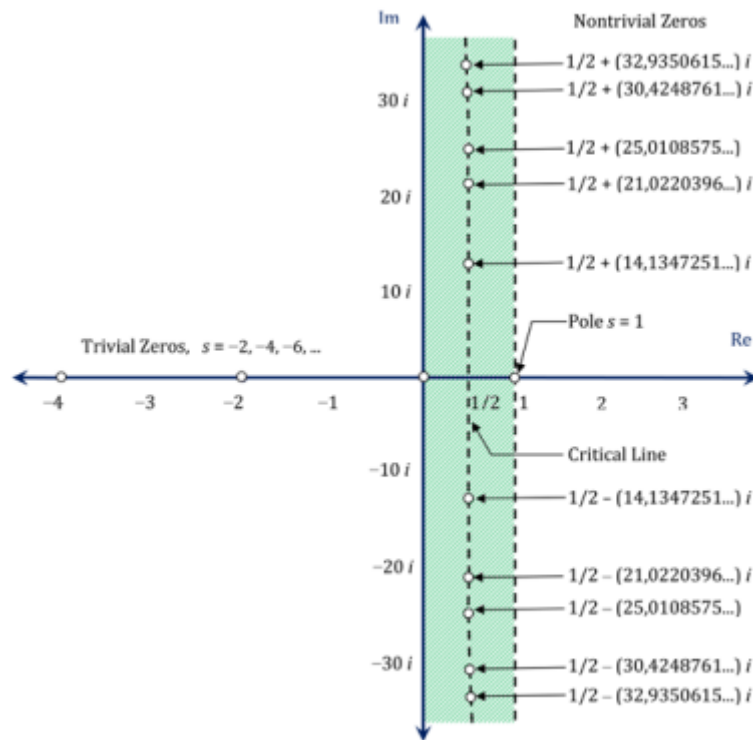 Im
Nontrivial Zeros
1/2 + (32,9350615...) i
30 i
1/2 + (30,4248761...) i
1/2 + (25,0108575...)
20 i
1/2 + (21,0220396...) i
1/2 + (14,1347251...) i
10 i
Pole s = 1
Trivial Zeros, s = −2, −4, −6, ...
Re
−4 −3 −2 −1 1/2 1 2 3
Critical Line
−10 i
1/2 – (14,1347251...) i
−20 i
1/2 – (21,0220396...) i
1/2 – (25,0108575...)
−30 i
1/2 – (30,4248761...) i
1/2 – (32,9350615...) i